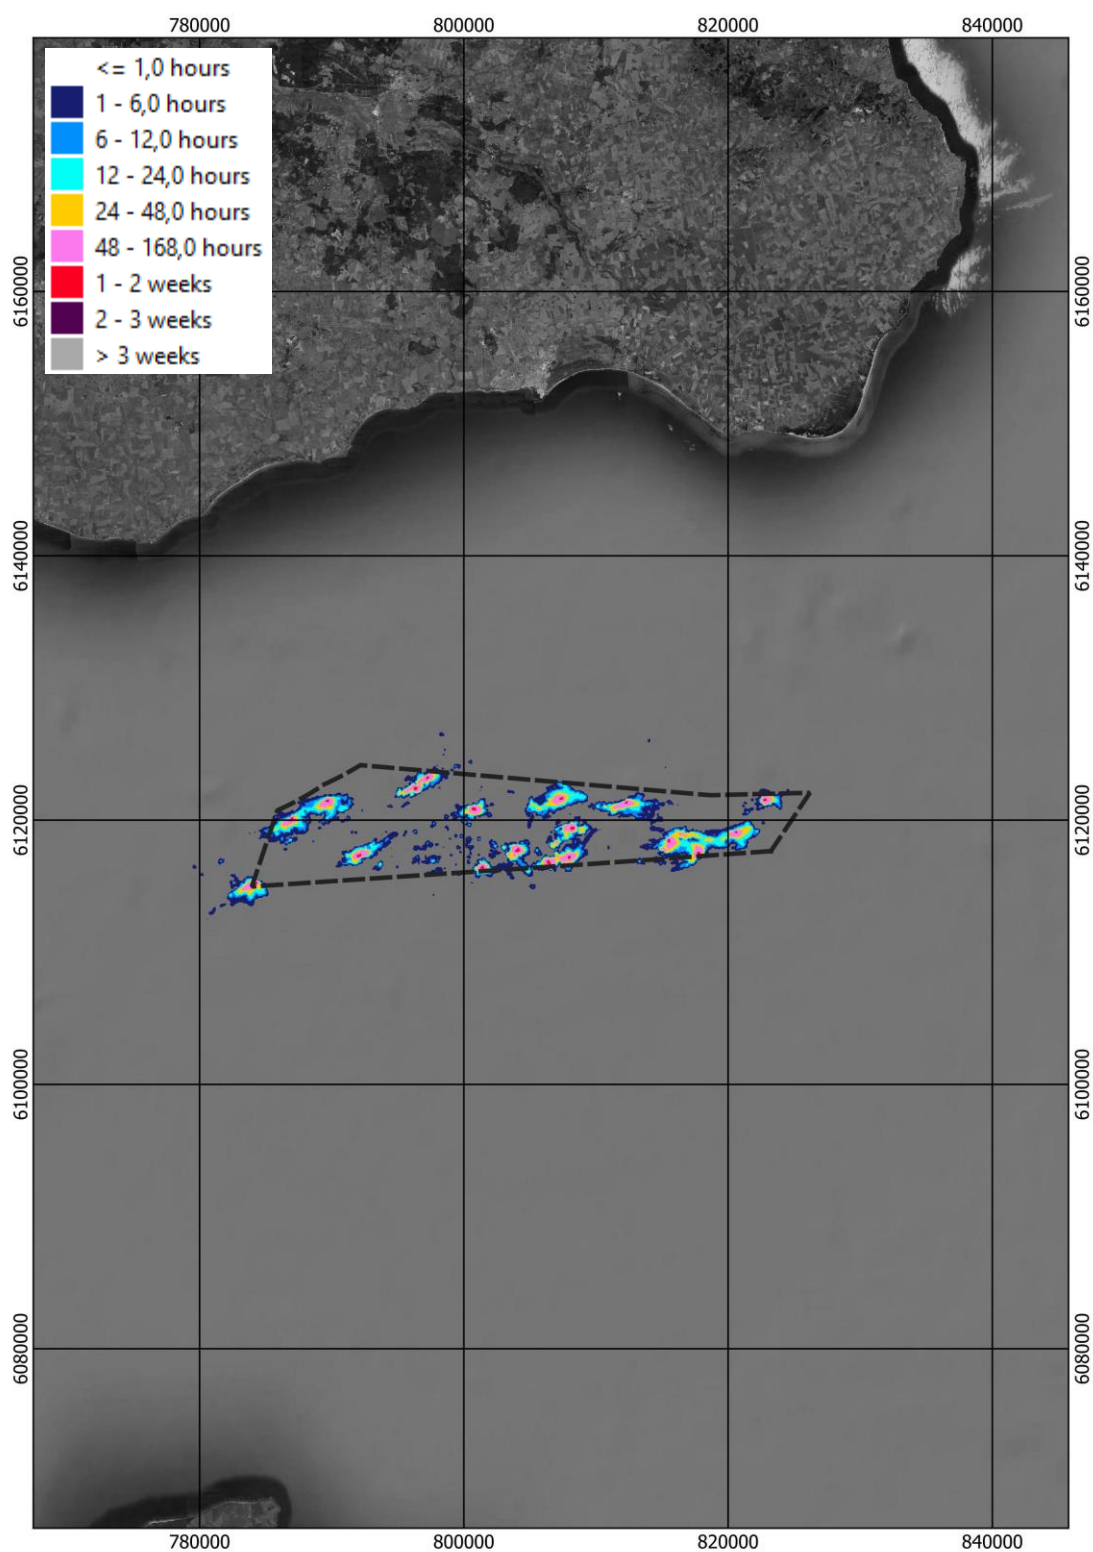 780000 800000 820000 840000
<= 1,0 hours
1 - 6,0 hours
6 - 12,0 hours
12 - 24,0 hours
24 - 48,0 hours
48 - 168,0 hours
1 - 2 weeks
2 - 3 weeks
> 3 weeks
6160000 6160000
6140000 6140000
6120000 6120000
6100000 6100000
6080000 6080000
780000 800000 820000 840000